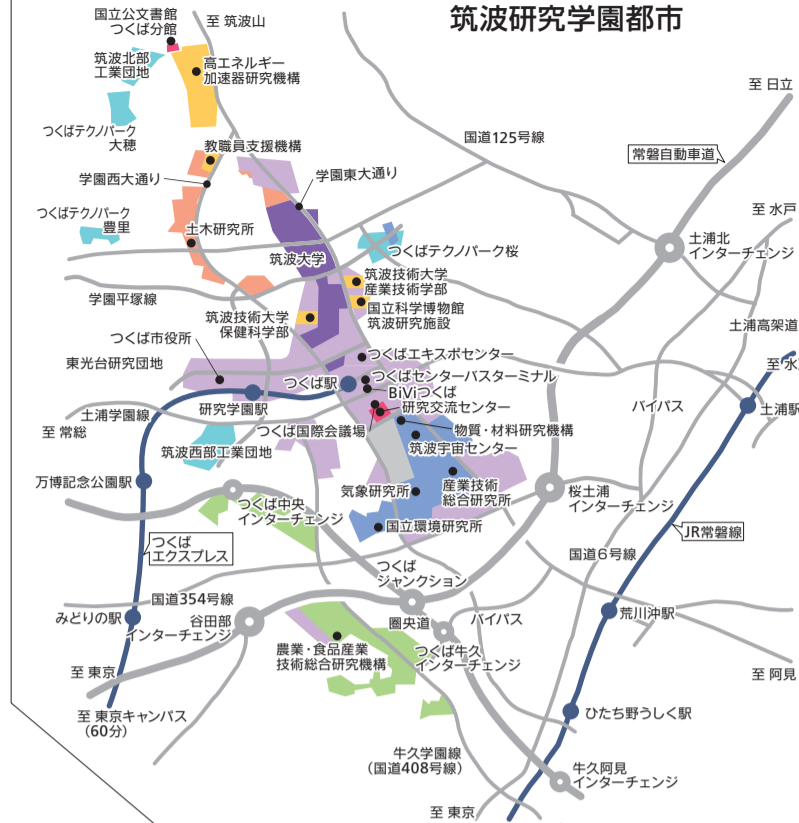 筑波研究学園都市
国立公文書館
つくば分館
至 筑波山
筑波北部
工業団地
高エネルギー
加速器研究機構
至 日立
つくばテクノパーク
大穂
国道125号線
常磐自動車道
教職員支援機構
学園西大通り
学園東大通り
つくばテクノパーク
豊里
土木研究所
至 水戸
土浦北
インターチェンジ
つくばテクノパーク桜
筑波大学
筑波技術大学
産業技術学部
学園平塚線
国立科学博物館
筑波研究施設
筑波技術大学
保健科学部
土浦高架道
つくば市役所
東光台研究団地
つくばエキスポセンター
至 水
つくば駅
つくばセンターバスターミナル
BiViつくば
研究学園駅
研究交流センター
バイパス
土浦駅
土浦学園線
至 常総
つくば国際会議場
物質・材料研究機構
筑波西部工業団地
筑波宇宙センター
万博記念公園駅
気象研究所
産業技術
総合研究所
桜土浦
インターチェンジ
つくば中央
インターチェンジ
国立環境研究所
JR常磐線
つくば
エクスプレス
国道6号線
つくば
ジャンクション
国道354号線
みどりの駅
谷田部
インターチェンジ
圏央道
バイパス
荒川沖駅
農業・食品産業
技術総合研究機構
つくば牛久
インターチェンジ
至 東京
至 阿見
至 東京キャンパス
(60分)
ひたち野うしく駅
牛久学園線
(国道408号線)
牛久阿見
インターチェンジ
至 東京